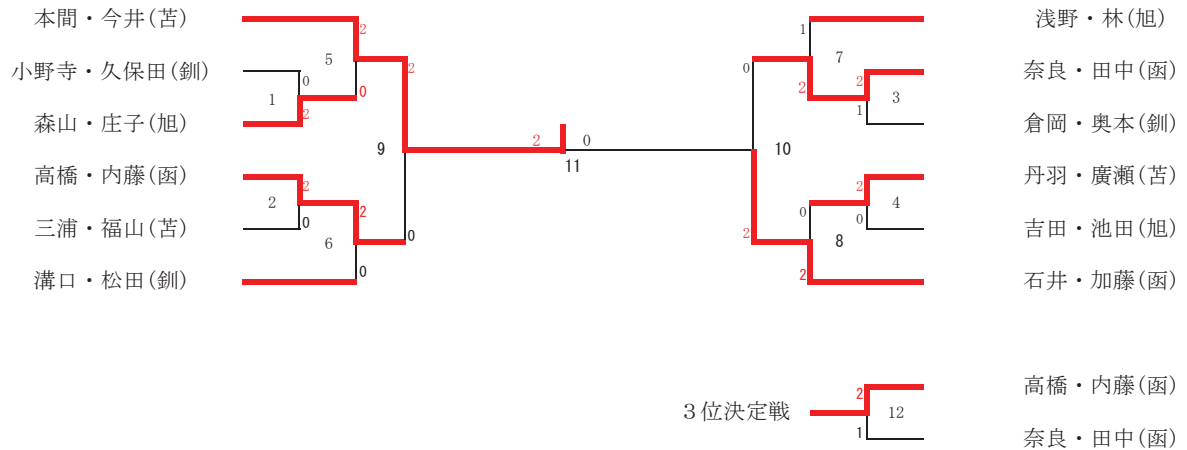 本間・今井(苫)
2
5
小野寺・久保田(釧)
0
2
1
0
森山・庄子(旭)
2
9
高橋・内藤(函)
2
2
2
三浦・福山(苫)
0
6
0
溝口・松田(釧)
0
2
0
11
浅野・林(旭)
1
7
奈良・田中(函)
0
2
2
3
倉岡・奥本(釧)
1
10
丹羽・廣瀬(苫)
2
4
吉田・池田(旭)
0
0
2
8
石井・加藤(函)
2
高橋・内藤(函)
2
3位決定戦
12
1
奈良・田中(函)